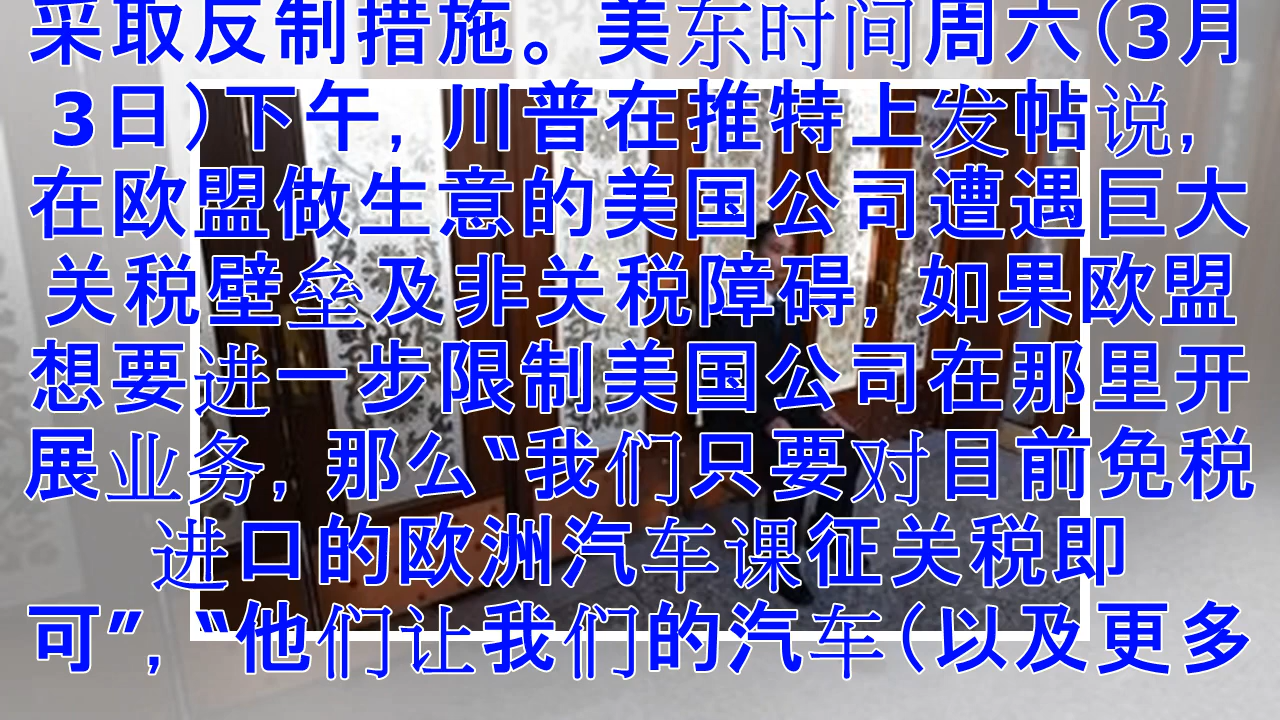 采取反制措施。美东时间周六(3月
3日)下午,川普在推特上发帖说,
在欧盟做生意的美国公司遭遇巨大
关税壁垒及非关税障碍,如果欧盟
想要进一步限制美国公司在那里开
展业务,那么“我们只要对目前免税
进口的欧洲汽车课征关税即
可”,“他们让我们的汽车(以及更多